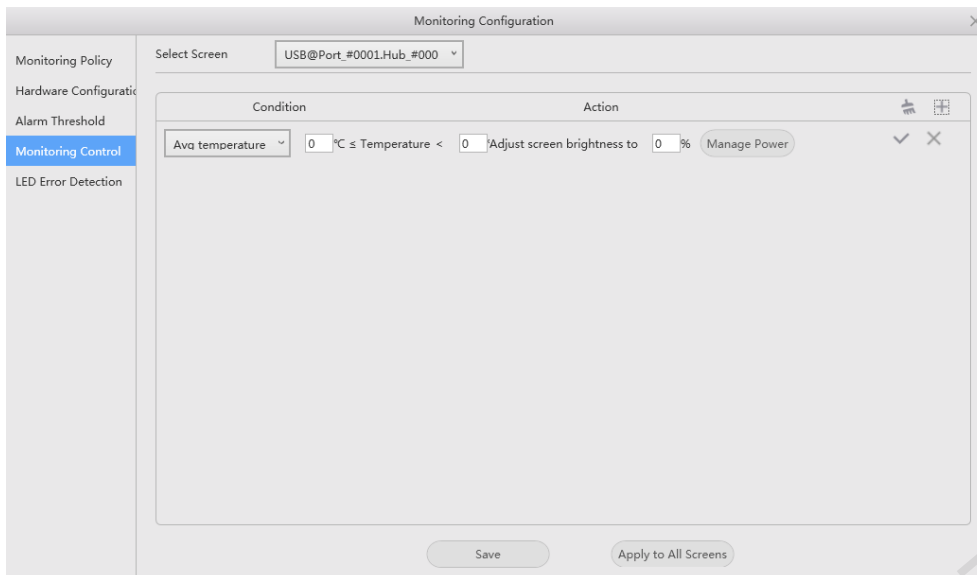 Monitoring Configuration
Monitoring Policy
Hardware Configuratio
Alarm Threshold
Monitoring Control
LED Error Detection
Select Screen
USB@Port_#0001.Hub_#000
Condition
Action
Avg temperature
0 °C ≤ Temperature < 0 °Adjust screen brightness to 0 %
Manage Power
Save
Apply to All Screens